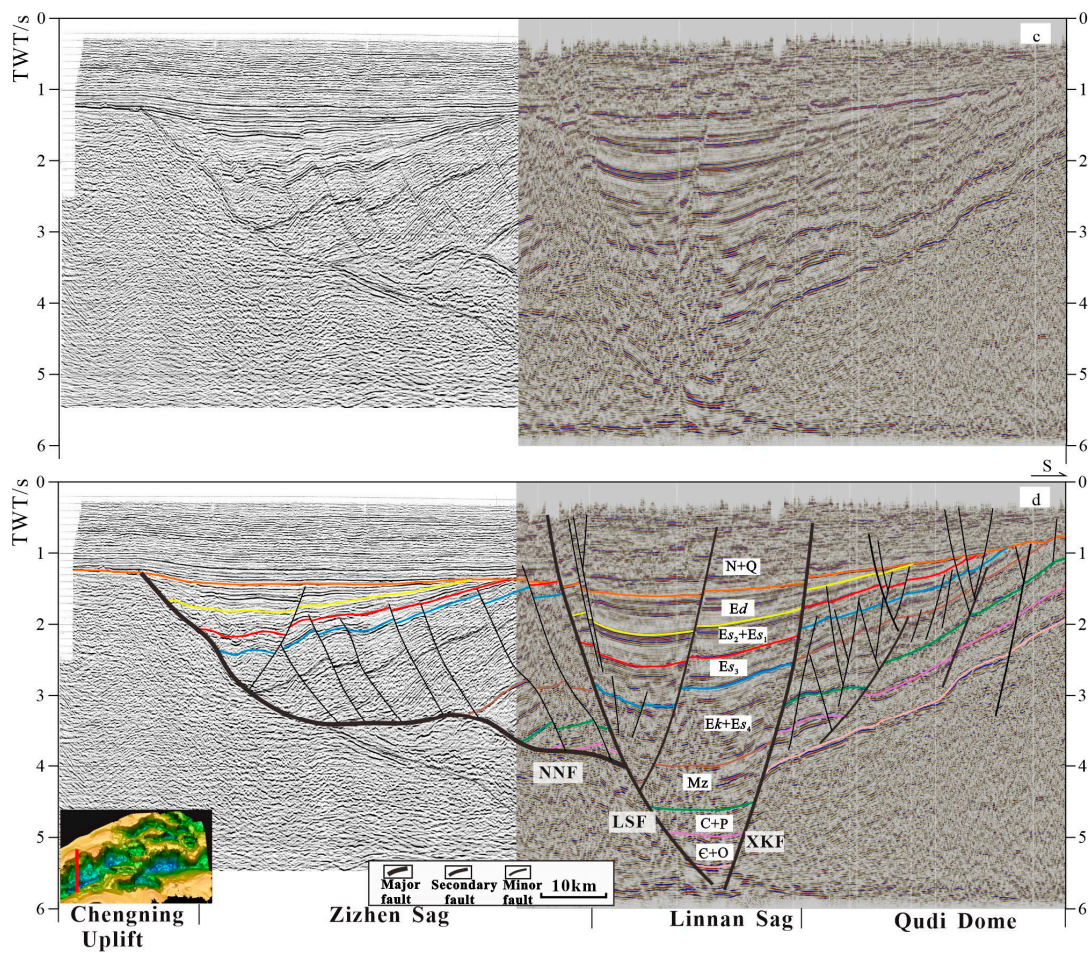 TWT/s
0
1
2
3
4
5
6
c
0
1
2
3
4
5
6
S
TWT/s
0
1
2
3
4
5
6
d
0
1
2
3
4
5
6
N+Q
Ed
Es₂+Es₁
Es₃
Ek+Es₄
Mz
C+P
Є+O
NNF
LSF
XKF
Major fault
Secondary fault
Minor fault
10km
Chengning Uplift
Zizhen Sag
Linnan Sag
Qudi Dome